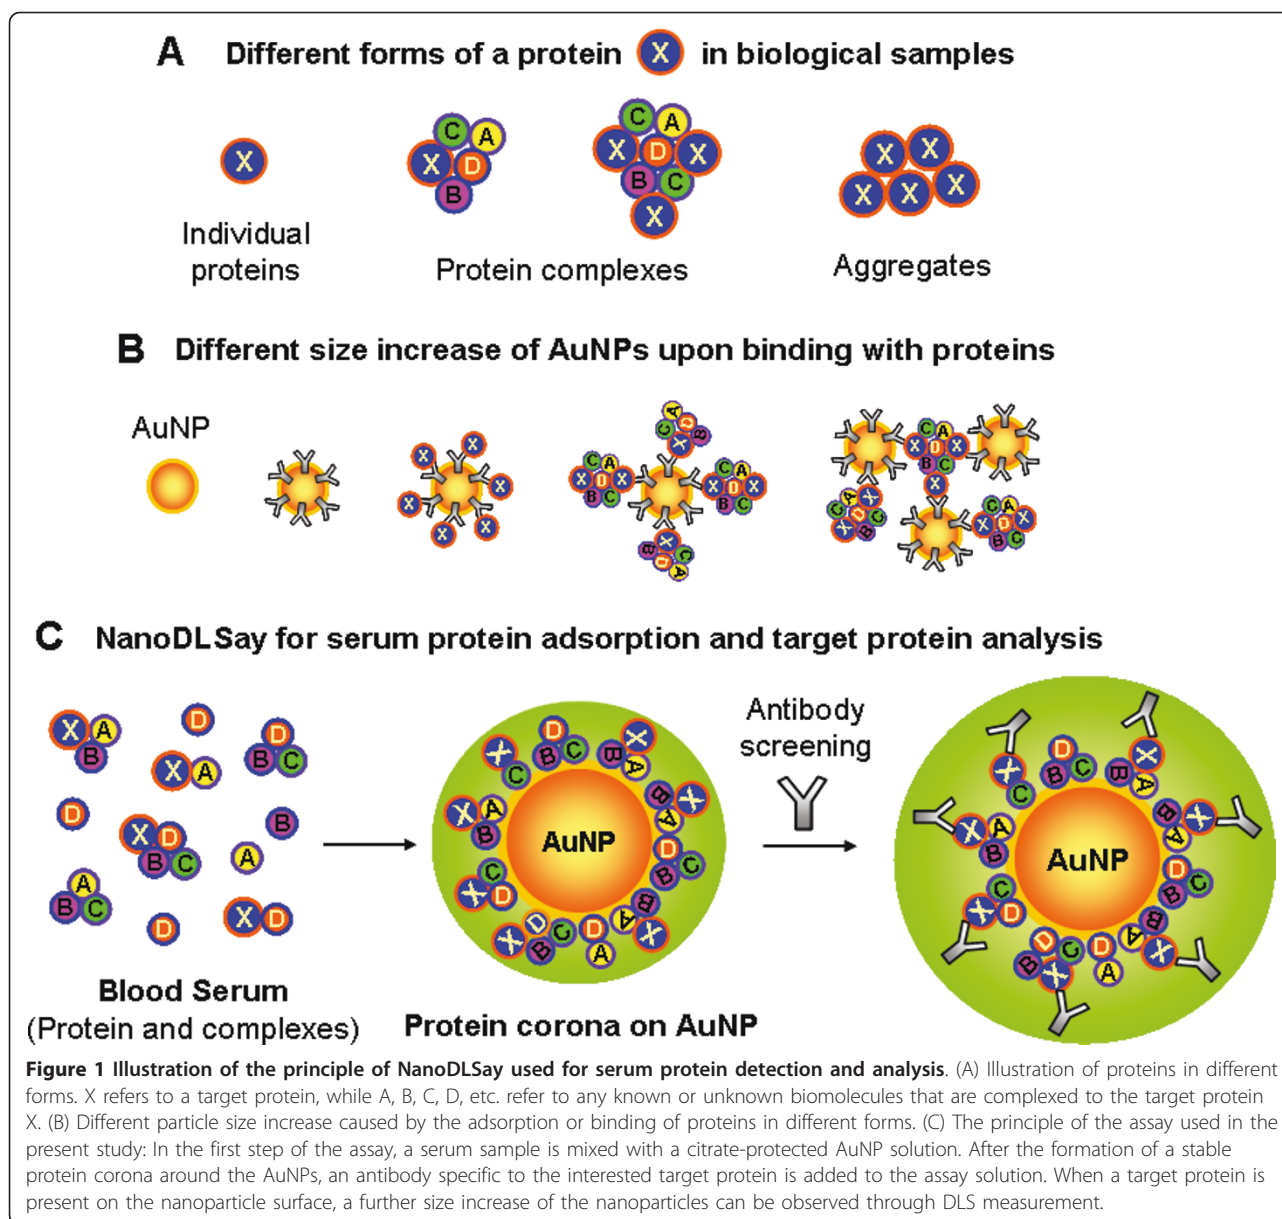 A Different forms of a protein X in biological samples
X
C A X D B
C A X D X B C X
X X X X X
Individual proteins
Protein complexes
Aggregates
B Different size increase of AuNPs upon binding with proteins
AuNP
X X X X X X
C A D X B
C A X D X B C
C A X D X B C
B X C D A
C A X D X B C X
C A X X D B C
C A X D X B C
C NanoDLSay for serum protein adsorption and target protein analysis
X A B
D
D B C
X A
D
X D B C
B
A
A B C
D
X D
Blood Serum
(Protein and complexes)
D B C
X B A
X C
X A B
B X A
AuNP
D B C
C X D
B A X
D X B C
D A
Protein corona on AuNP
Antibody
screening
X C
D B C
X B A
X A B
B X A
AuNP
D B C
C X D
B A X
D B C X
D A
Figure 1 Illustration of the principle of NanoDLSay used for serum protein detection and analysis. (A) Illustration of proteins in different
forms. X refers to a target protein, while A, B, C, D, etc. refer to any known or unknown biomolecules that are complexed to the target protein
X. (B) Different particle size increase caused by the adsorption or binding of proteins in different forms. (C) The principle of the assay used in the
present study: In the first step of the assay, a serum sample is mixed with a citrate-protected AuNP solution. After the formation of a stable
protein corona around the AuNPs, an antibody specific to the interested target protein is added to the assay solution. When a target protein is
present on the nanoparticle surface, a further size increase of the nanoparticles can be observed through DLS measurement.